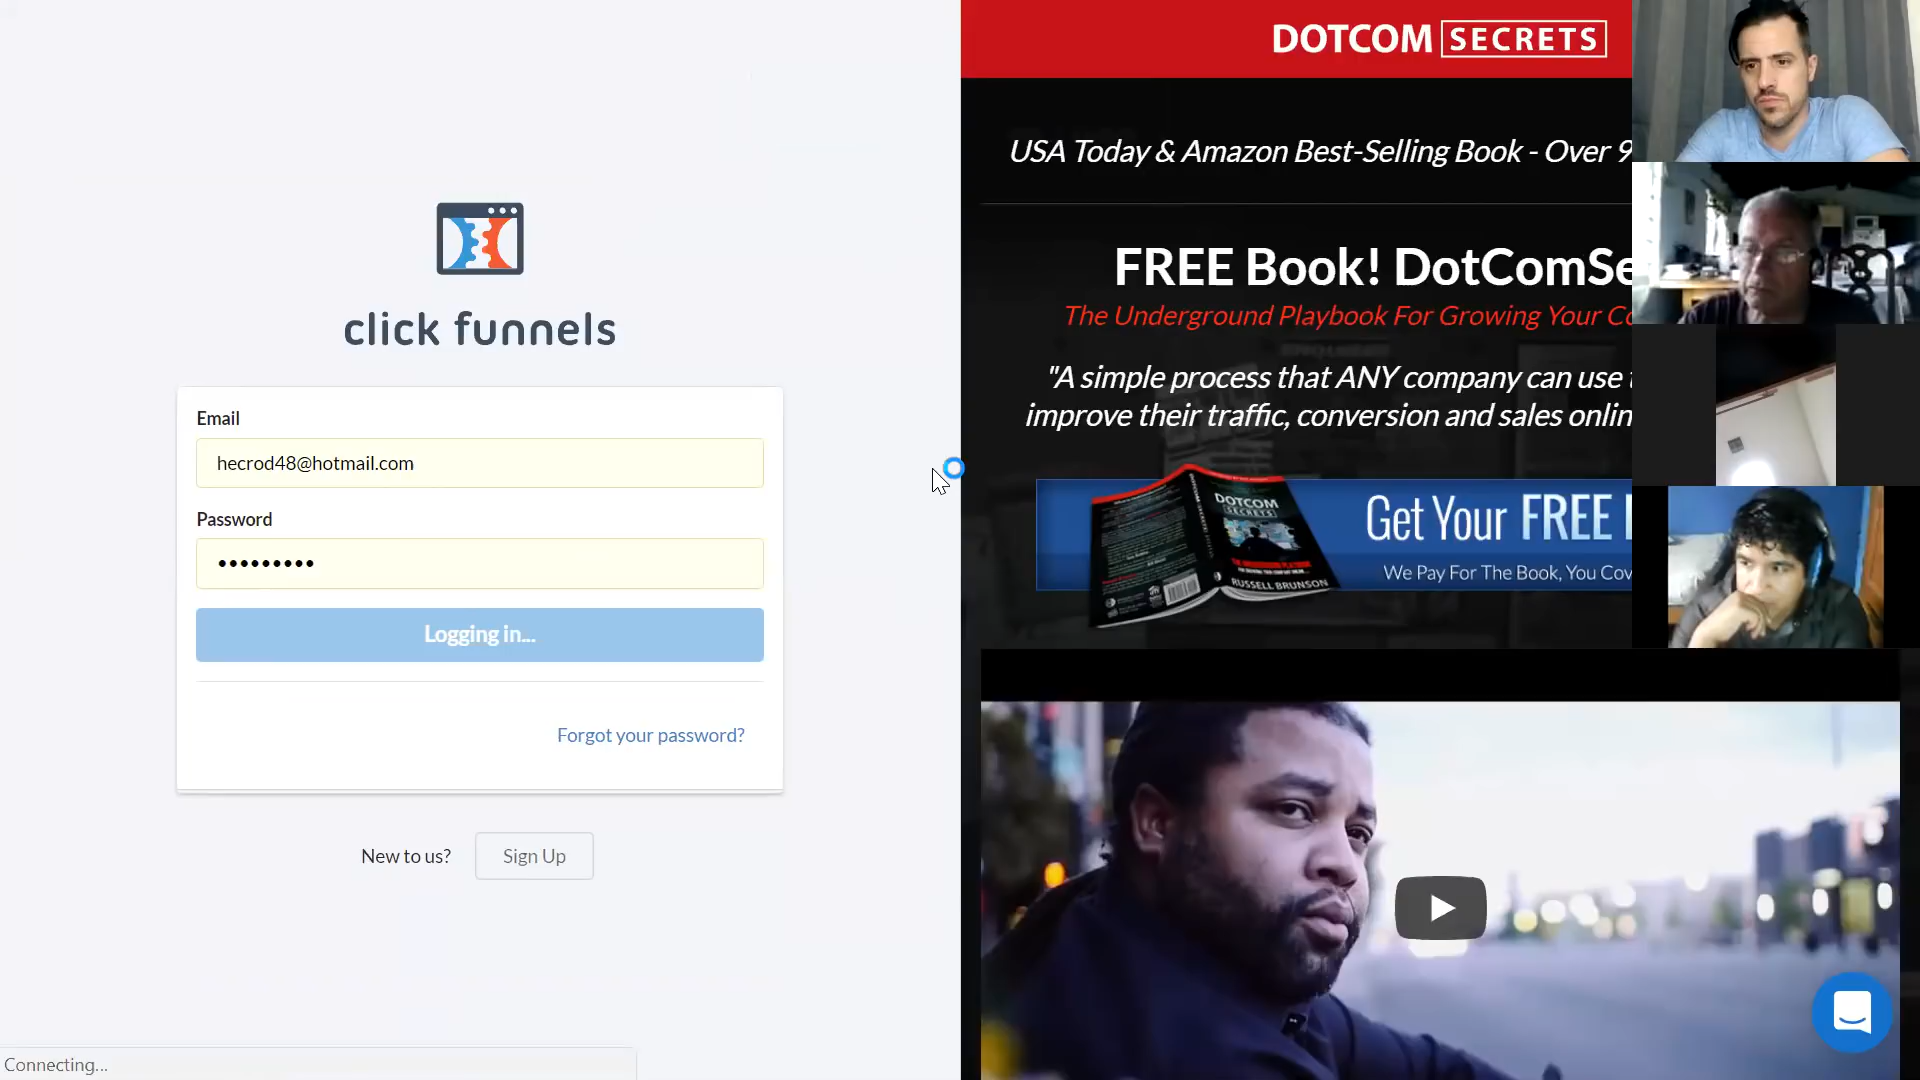 click funnels
Email
hecrod48@hotmail.com
Password
Logging in...
Forgot your password?
New to us?
Sign Up
Connecting...
DOTCOM SECRETS
USA Today & Amazon Best-Selling Book - Over 9
FREE Book! DotComSe
The Underground Playbook For Growing Your Co
"A simple process that ANY company can use
improve their traffic, conversion and sales onlin
DOTCOM
SECRETS
RUSSELL BRUNSON
Get Your FREE
We Pay For The Book, You Cov